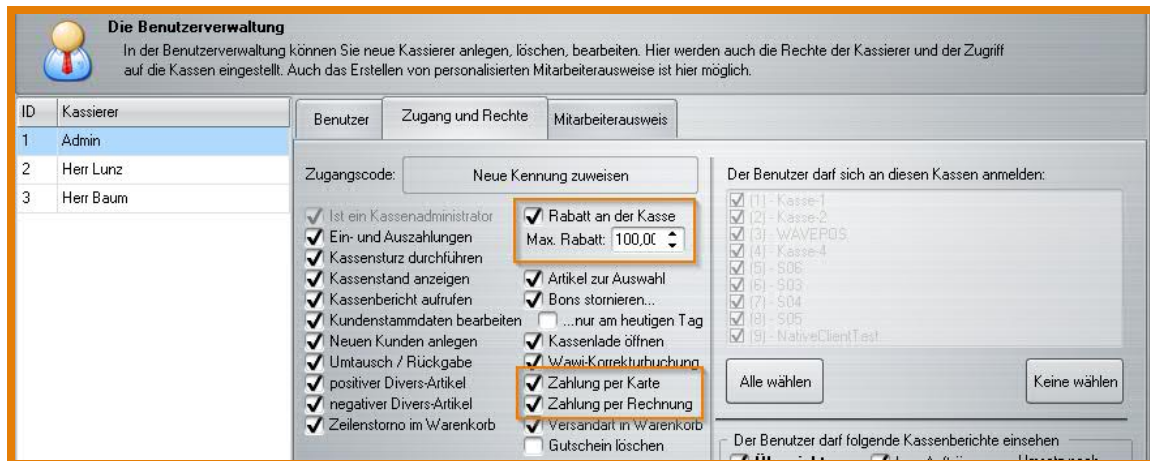 Die Benutzerverwaltung
In der Benutzerverwaltung können Sie neue Kassierer anlegen, löschen, bearbeiten. Hier werden auch die Rechte der Kassierer und der Zugriff
auf die Kassen eingestellt. Auch das Erstellen von personalisierten Mitarbeiterausweise ist hier möglich.
ID Kassierer
1 Admin
2 Herr Lunz
3 Herr Baum
Benutzer Zugang und Rechte Mitarbeiterausweis
Zugangscode: Neue Kennung zuweisen
Ist ein Kassenadministrator
Ein- und Auszahlungen
Kassensturz durchführen
Kassenstand anzeigen
Kassenbericht aufrufen
Kundenstammdaten bearbeiten
Neuen Kunden anlegen
Umtausch / Rückgabe
positiver Divers-Artikel
negativer Divers-Artikel
Zeilenstorno im Warenkorb
Rabatt an der Kasse
Max. Rabatt: 100,0
Artikel zur Auswahl
Bons stornieren...
...nur am heutigen Tag
Kassenlade öffnen
Wawi-Korrekturbuchung
Zahlung per Karte
Zahlung per Rechnung
Versandart in Warenkorb
Gutschein löschen
Der Benutzer darf sich an diesen Kassen anmelden:
(1) - Kasse-1
(2) - Kasse-2
(3) - WAVEPOS
(4) - Kasse-4
(5) - S06
(6) - S03
(7) - S04
(8) - S05
(9) - NativeClientTest
Alle wählen Keine wählen
Der Benutzer darf folgende Kassenberichte einsehen